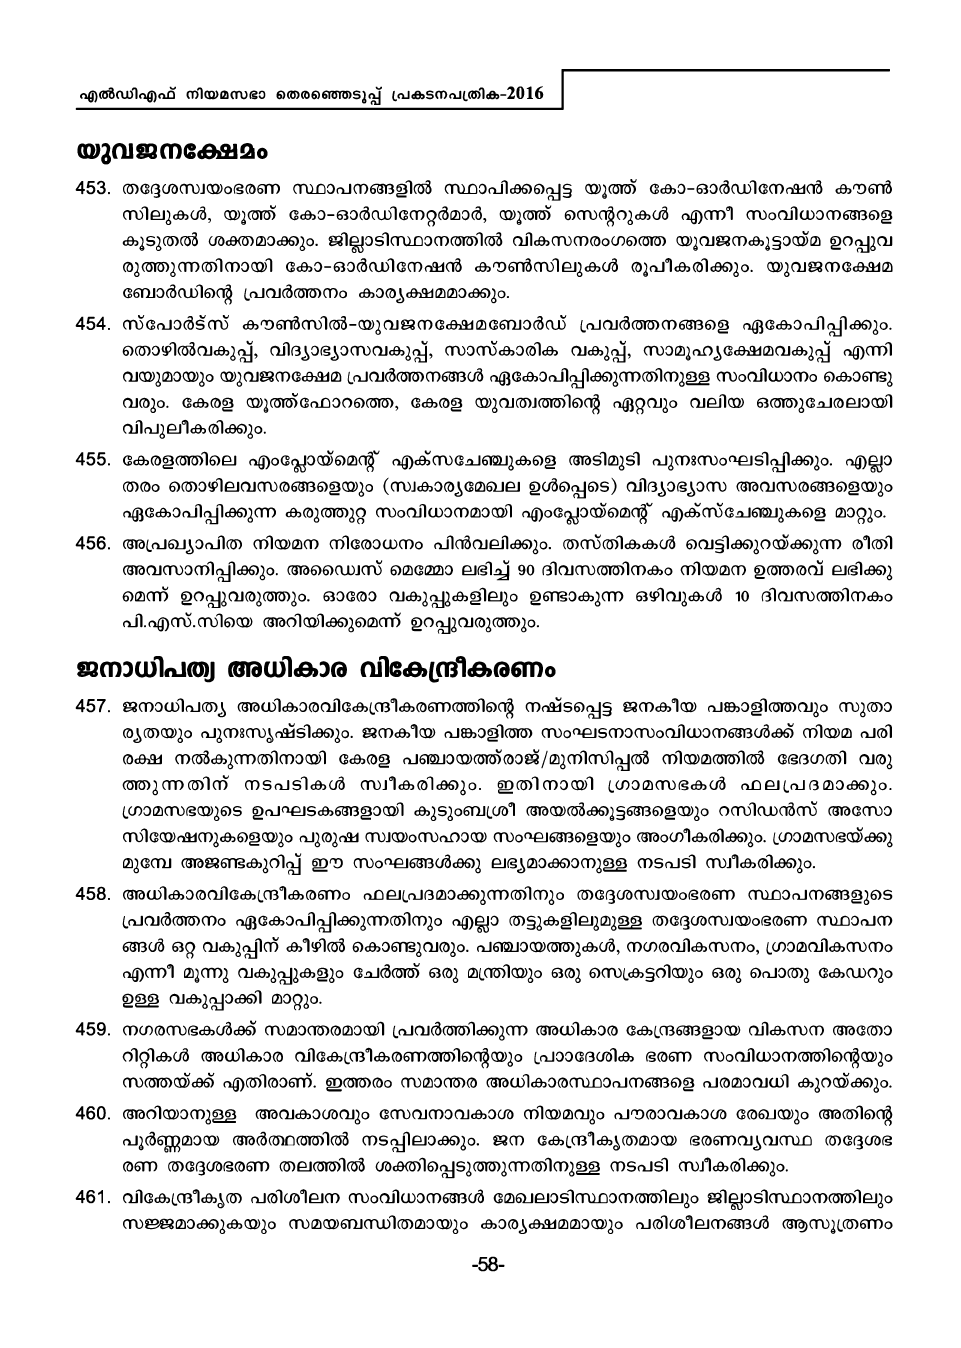 എൽഡിഎഫ് നിയമസഭാ തെരഞ്ഞെടുപ്പ് പ്രകടനപത്രിക-2016
യുവജനക്ഷേമം
453. തദ്ദേശസ്വയംഭരണ സ്ഥാപനങ്ങളിൽ സ്ഥാപിക്കപ്പെട്ട യൂത്ത് കോ-ഓർഡിനേഷൻ കൗൺ
സിലുകൾ, യൂത്ത് കോ-ഓർഡിനേറ്റർമാർ, യൂത്ത് സെന്ററുകൾ എന്നീ സംവിധാനങ്ങളെ
കൂടുതൽ ശക്തമാക്കും. ജില്ലാടിസ്ഥാനത്തിൽ വികസനരംഗത്തെ യൂവജനകൂട്ടായ്മ ഉറപ്പുവ
രുത്തുന്നതിനായി കോ-ഓർഡിനേഷൻ കൗൺസിലുകൾ രൂപീകരിക്കും. യുവജനക്ഷേമ
ബോർഡിന്റെ പ്രവർത്തനം കാര്യക്ഷമമാക്കും.
454. സ്പോർട്സ് കൗൺസിൽ-യുവജനക്ഷേമബോർഡ് പ്രവർത്തനങ്ങളെ ഏകോപിപ്പിക്കും.
തൊഴിൽവകുപ്പ്, വിദ്യാഭ്യാസവകുപ്പ്, സാസ്കാരിക വകുപ്പ്, സാമൂഹ്യക്ഷേമവകുപ്പ് എന്നി
വയുമായും യുവജനക്ഷേമ പ്രവർത്തനങ്ങൾ ഏകോപിപ്പിക്കുന്നതിനുള്ള സംവിധാനം കൊണ്ടു
വരും. കേരള യൂത്ത്ഫോറത്തെ, കേരള യുവത്വത്തിന്റെ ഏറ്റവും വലിയ ഒത്തുചേരലായി
വിപുലീകരിക്കും.
455. കേരളത്തിലെ എംപ്ലോയ്മെന്റ് എക്സചേഞ്ചുകളെ അടിമുടി പുനഃസംഘടിപ്പിക്കും. എല്ലാ
തരം തൊഴിലവസരങ്ങളെയും (സ്വകാര്യമേഖല ഉൾപ്പെടെ) വിദ്യാഭ്യാസ അവസരങ്ങളെയും
ഏകോപിപ്പിക്കുന്ന കരുത്തുറ്റ സംവിധാനമായി എംപ്ലോയ്മെന്റ് എക്സ്ചേഞ്ചുകളെ മാറ്റും.
456. അപ്രഖ്യാപിത നിയമന നിരോധനം പിൻവലിക്കും. തസ്തികകൾ വെട്ടിക്കുറയ്ക്കുന്ന രീതി
അവസാനിപ്പിക്കും. അഡൈസ് മെമ്മോ ലഭിച്ച് 90 ദിവസത്തിനകം നിയമന ഉത്തരവ് ലഭിക്കു
മെന്ന് ഉറപ്പുവരുത്തും. ഓരോ വകുപ്പുകളിലും ഉണ്ടാകുന്ന ഒഴിവുകൾ 10 ദിവസത്തിനകം
പി.എസ്.സിയെ അറിയിക്കുമെന്ന് ഉറപ്പുവരുത്തും.
ജനാധിപത്യ അധികാര വികേന്ദ്രീകരണം
457. ജനാധിപത്യ അധികാരവികേന്ദ്രീകരണത്തിന്റെ നഷ്ടപ്പെട്ട ജനകീയ പങ്കാളിത്തവും സുതാ
ര്യതയും പുനഃസൃഷ്ടിക്കും. ജനകീയ പങ്കാളിത്ത സംഘടനാസംവിധാനങ്ങൾക്ക് നിയമ പരി
രക്ഷ നൽകുന്നതിനായി കേരള പഞ്ചായത്ത്‌രാജ്/മുനിസിപ്പൽ നിയമത്തിൽ ഭേദഗതി വരു
ത്തുന്നതിന് നടപടികൾ സ്വീകരിക്കും. ഇതിനായി ഗ്രാമസഭകൾ ഫലപ്രദമാക്കും.
ഗ്രാമസഭയുടെ ഉപഘടകങ്ങളായി കുടുംബശ്രീ അയൽക്കൂട്ടങ്ങളെയും റസിഡൻസ് അസോ
സിയേഷനുകളെയും പുരുഷ സ്വയംസഹായ സംഘങ്ങളെയും അംഗീകരിക്കും. ഗ്രാമസഭയ്ക്കു
മുമ്പേ അജണ്ടകുറിപ്പ് ഈ സംഘങ്ങൾക്കു ലഭ്യമാക്കാനുള്ള നടപടി സ്വീകരിക്കും.
458. അധികാരവികേന്ദ്രീകരണം ഫലപ്രദമാക്കുന്നതിനും തദ്ദേശസ്വയംഭരണ സ്ഥാപനങ്ങളുടെ
പ്രവർത്തനം ഏകോപിപ്പിക്കുന്നതിനും എല്ലാ തട്ടുകളിലുമുള്ള തദ്ദേശസ്വയംഭരണ സ്ഥാപന
ങ്ങൾ ഒറ്റ വകുപ്പിന് കീഴിൽ കൊണ്ടുവരും. പഞ്ചായത്തുകൾ, നഗരവികസനം, ഗ്രാമവികസനം
എന്നീ മൂന്നു വകുപ്പുകളും ചേർത്ത് ഒരു മന്ത്രിയും ഒരു സെക്രട്ടറിയും ഒരു പൊതു കേഡറും
ഉള്ള വകുപ്പാക്കി മാറ്റും.
459. നഗരസഭകൾക്ക് സമാന്തരമായി പ്രവർത്തിക്കുന്ന അധികാര കേന്ദ്രങ്ങളായ വികസന അതോ
റിറ്റികൾ അധികാര വികേന്ദ്രീകരണത്തിന്റെയും പ്രാാദേശിക ഭരണ സംവിധാനത്തിന്റെയും
സത്തയ്ക്ക് എതിരാണ്. ഇത്തരം സമാന്തര അധികാരസ്ഥാപനങ്ങളെ പരമാവധി കുറയ്ക്കും.
460. അറിയാനുള്ള അവകാശവും സേവനാവകാശ നിയമവും പൗരാവകാശ രേഖയും അതിന്റെ
പൂർണ്ണമായ അർത്ഥത്തിൽ നടപ്പിലാക്കും. ജന കേന്ദ്രീകൃതമായ ഭരണവ്യവസ്ഥ തദ്ദേശഭ
രണ തദ്ദേശഭരണ തലത്തിൽ ശക്തിപ്പെടുത്തുന്നതിനുള്ള നടപടി സ്വീകരിക്കും.
461. വികേന്ദ്രീകൃത പരിശീലന സംവിധാനങ്ങൾ മേഖലാടിസ്ഥാനത്തിലും ജില്ലാടിസ്ഥാനത്തിലും
സജ്ജമാക്കുകയും സമയബന്ധിതമായും കാര്യക്ഷമമായും പരിശീലനങ്ങൾ ആസൂത്രണം
-58-